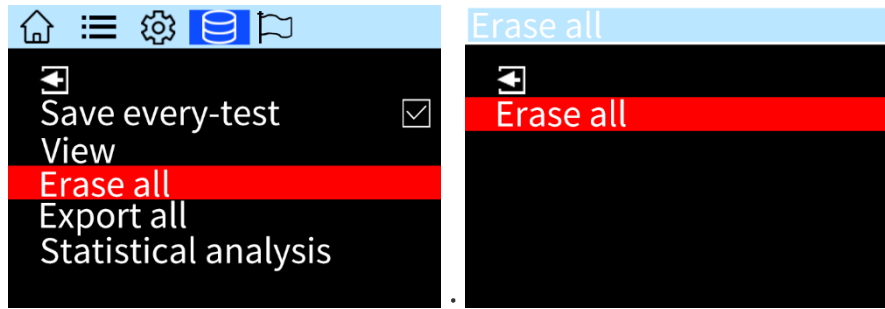 Save every-test
View
Erase all
Export all
Statistical analysis
.
Erase all
Erase all